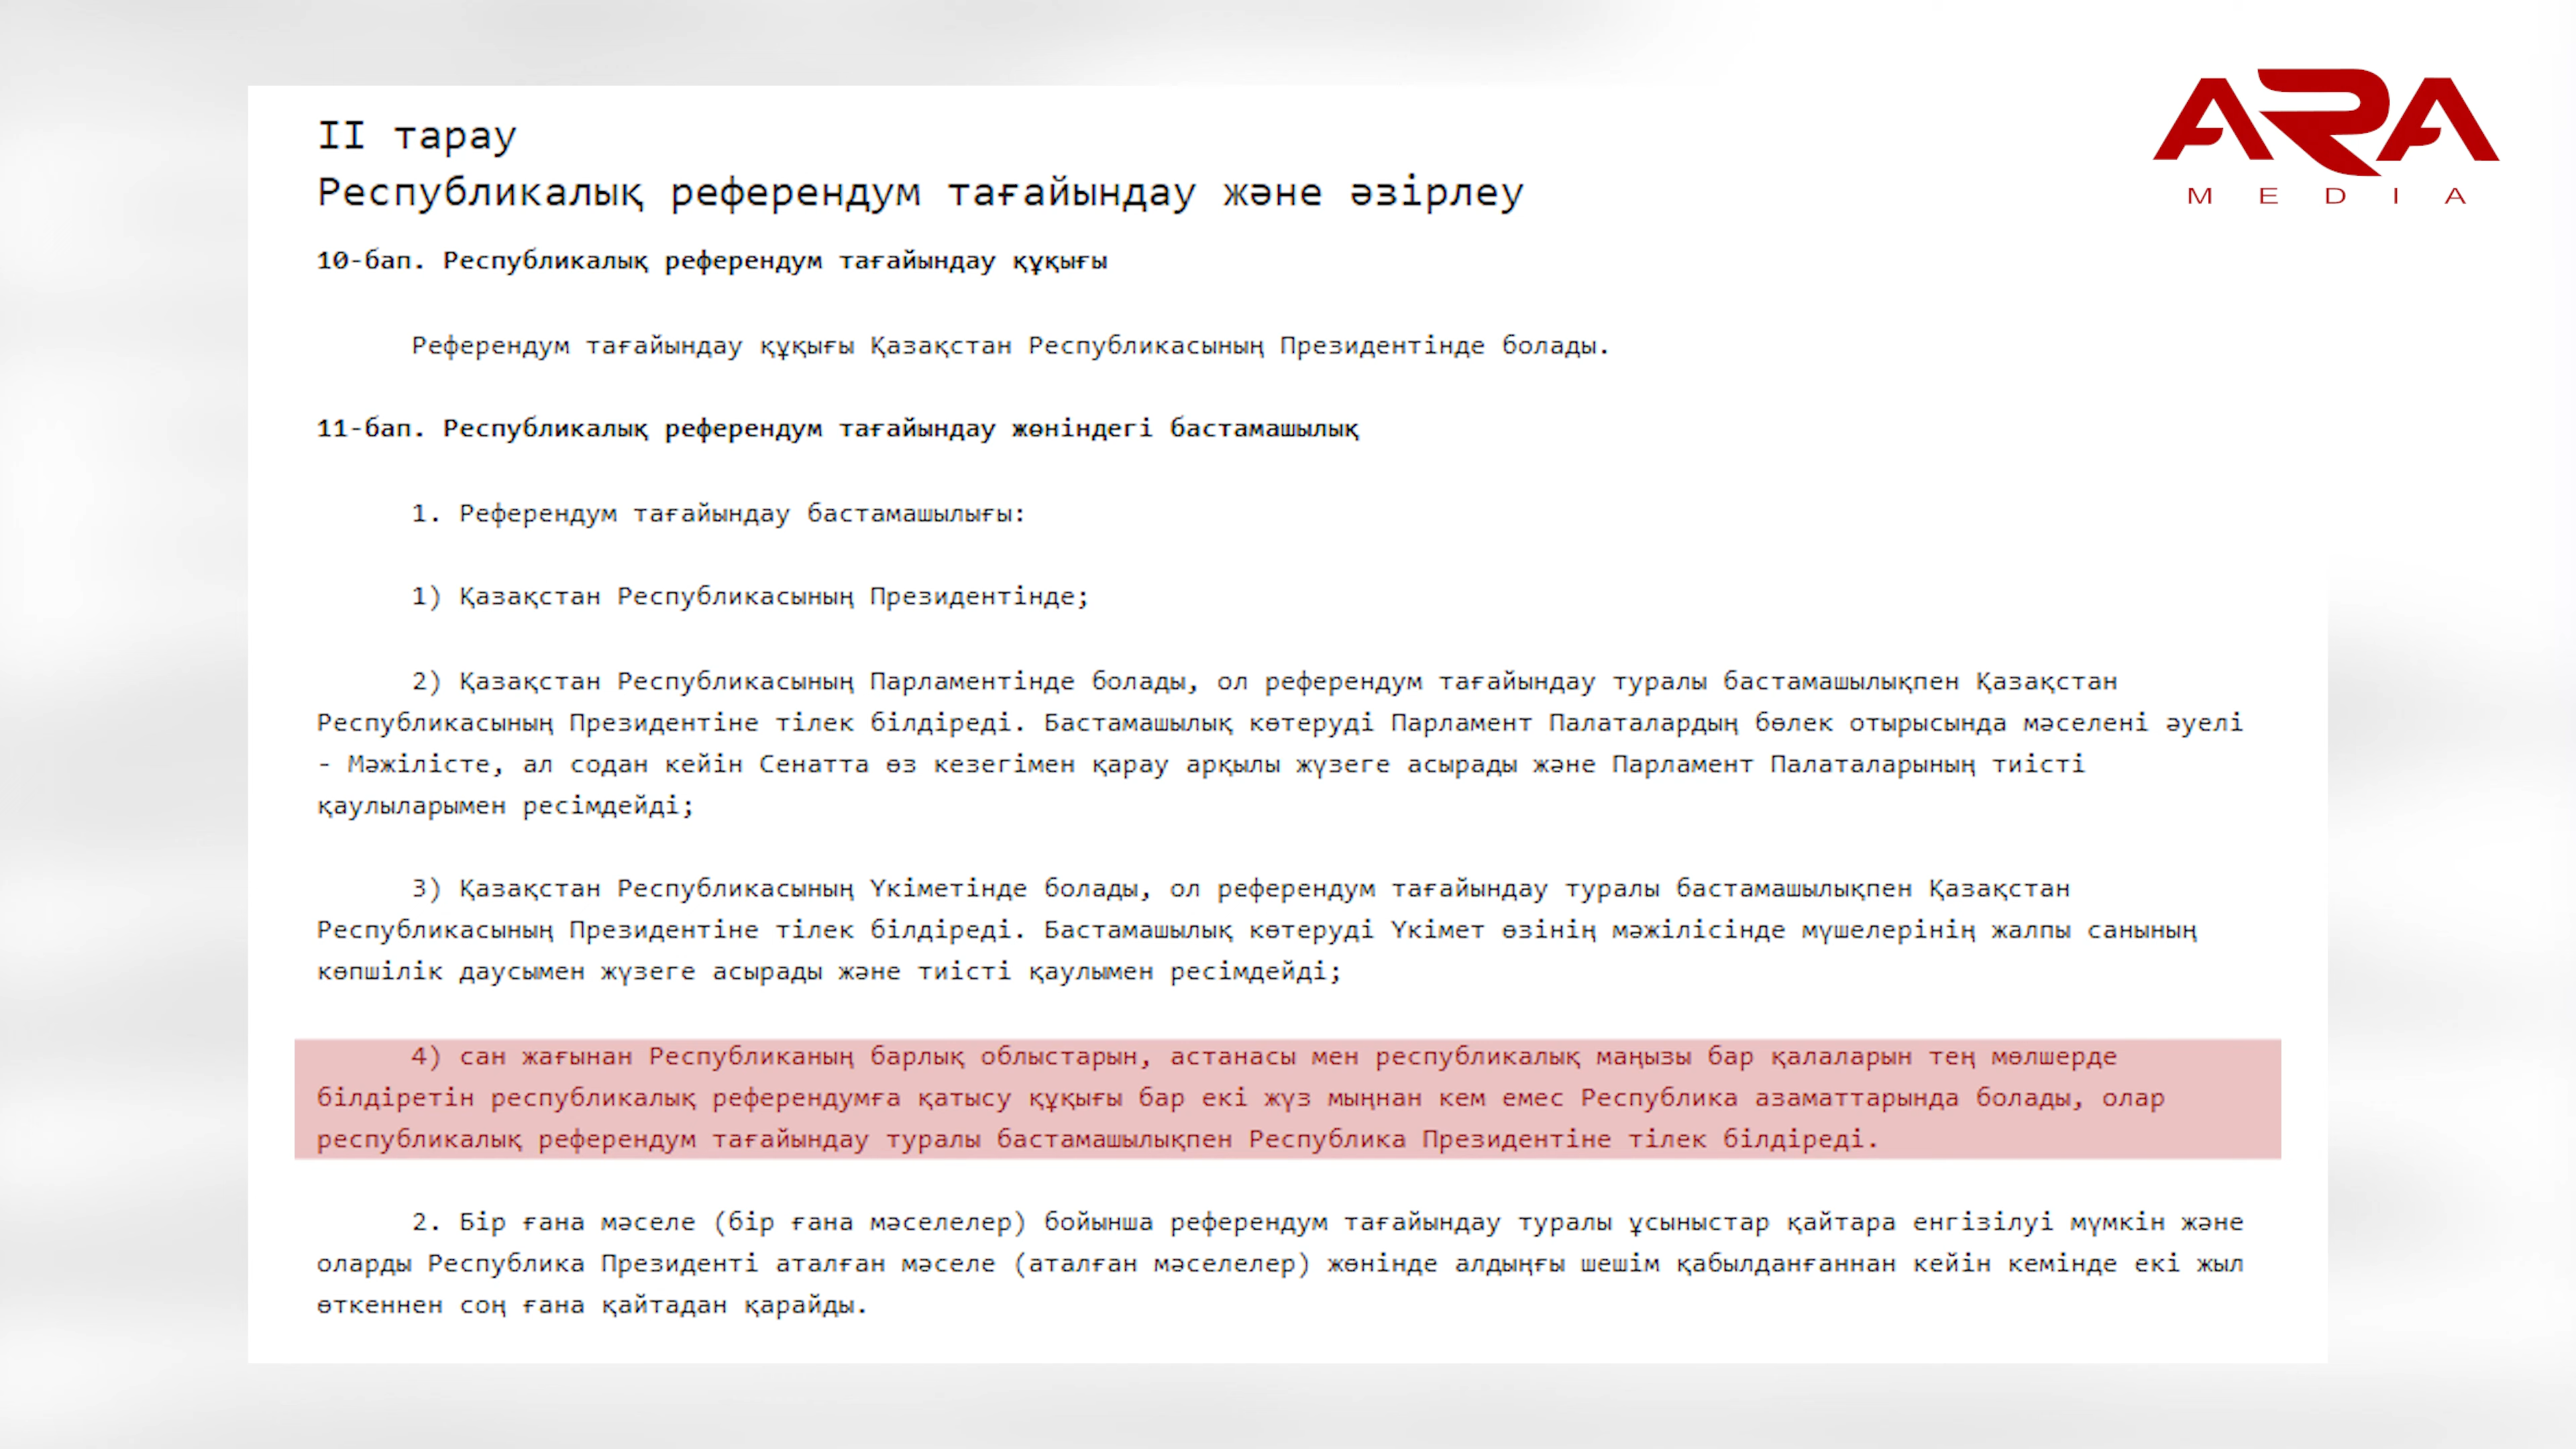 ARA
MEDIA
II тарау
Республикалық референдум тағайындау және әзірлеу
10-бап. Республикалық референдум тағайындау құқығы
Референдум тағайындау құқығы Қазақстан Республикасының Президентінде болады.
11-бап. Республикалық референдум тағайындау жөніндегі бастамашылық
1. Референдум тағайындау бастамашылығы:
1) Қазақстан Республикасының Президентінде;
2) Қазақстан Республикасының Парламентінде болады, ол референдум тағайындау туралы бастамашылықпен Қазақстан
Республикасының Президентіне тілек білдіреді. Бастамашылық көтеруді Парламент Палаталардың бөлек отырысында мәселені әуелі
- Мәжілісте, ал содан кейін Сенатта өз кезегімен қарау арқылы жүзеге асырады және Парламент Палаталарының тиісті
қаулыларымен ресімдейді;
3) Қазақстан Республикасының Үкіметінде болады, ол референдум тағайындау туралы бастамашылықпен Қазақстан
Республикасының Президентіне тілек білдіреді. Бастамашылық көтеруді Үкімет өзінің мәжілісінде мүшелерінің жалпы санының
көпшілік даусымен жүзеге асырады және тиісті қаулымен ресімдейді;
4) сан жағынан Республиканың барлық облыстарын, астанасы мен республикалық маңызы бар қалаларын тең мөлшерде
білдіретін республикалық референдумға қатысу құқығы бар екі жүз мыңнан кем емес Республика азаматтарында болады, олар
республикалық референдум тағайындау туралы бастамашылықпен Республика Президентіне тілек білдіреді.
2. Бір ғана мәселе (бір ғана мәселелер) бойынша референдум тағайындау туралы ұсыныстар қайтара енгізілуі мүмкін және
оларды Республика Президенті аталған мәселе (аталған мәселелер) жөнінде алдыңғы шешім қабылданғаннан кейін кемінде екі жыл
өткеннен соң ғана қайтадан қарайды.